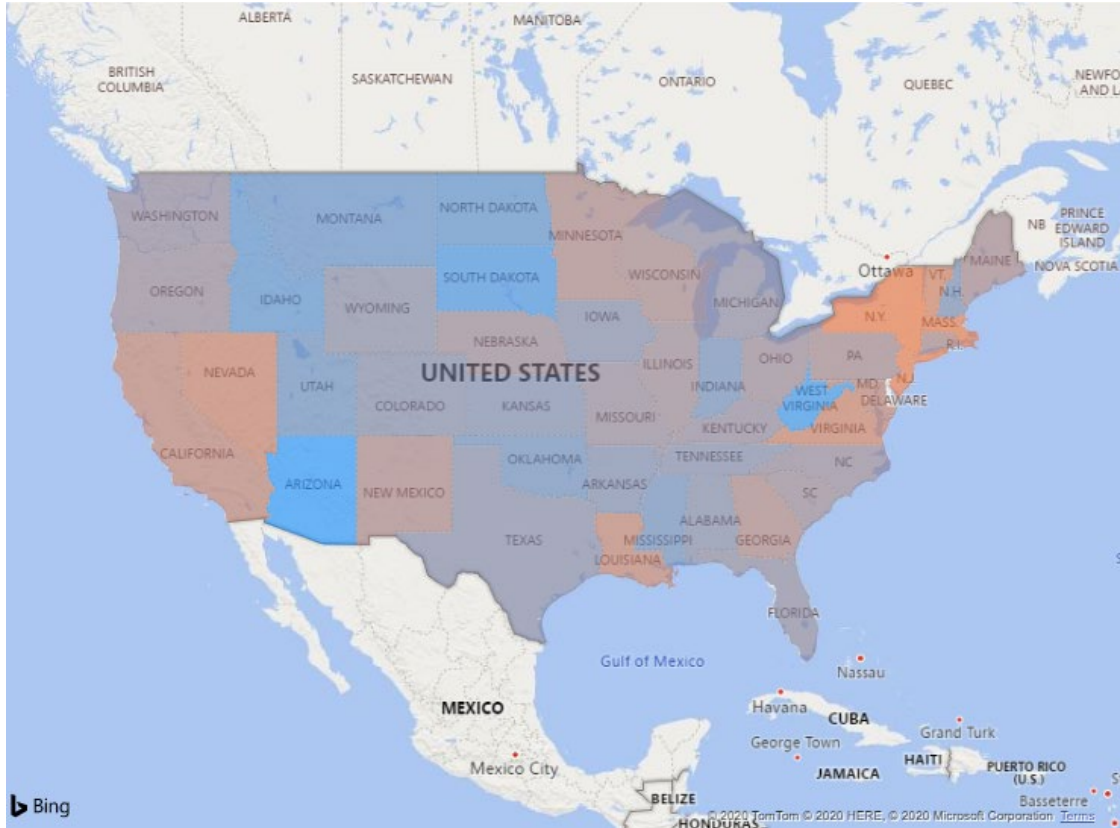 ALBERTA
MANITOBA
BRITISH
COLUMBIA
SASKATCHEWAN
ONTARIO
QUEBEC
NEWFO
AND LA
WASHINGTON
MONTANA
NORTH DAKOTA
MINNESOTA
NB
PRINCE
EDWARD
ISLAND
NOVA SCOTIA
MAINE
Ottawa
VT.
N.H.
OREGON
IDAHO
WYOMING
SOUTH DAKOTA
WISCONSIN
MICHIGAN
N.Y.
MASS.
R.I.
IOWA
NEBRASKA
NEVADA
UTAH
UNITED STATES
ILLINOIS
INDIANA
OHIO
PA
N.J.
MD.
DELAWARE
WEST
VIRGINIA
COLORADO
KANSAS
MISSOURI
KENTUCKY
VIRGINIA
CALIFORNIA
ARIZONA
NEW MEXICO
OKLAHOMA
TENNESSEE
NC
ARKANSAS
SC
ALABAMA
TEXAS
MISSISSIPPI
GEORGIA
LOUISIANA
FLORIDA
Gulf of Mexico
Nassau
MEXICO
Havana
CUBA
Grand Turk
George Town
HAITI
PUERTO RICO
(U.S.)
Mexico City
JAMAICA
Basseterre
BELIZE
Bing
© 2020 TomTom © 2020 HERE, © 2020 Microsoft Corporation Terms
HONDURAS